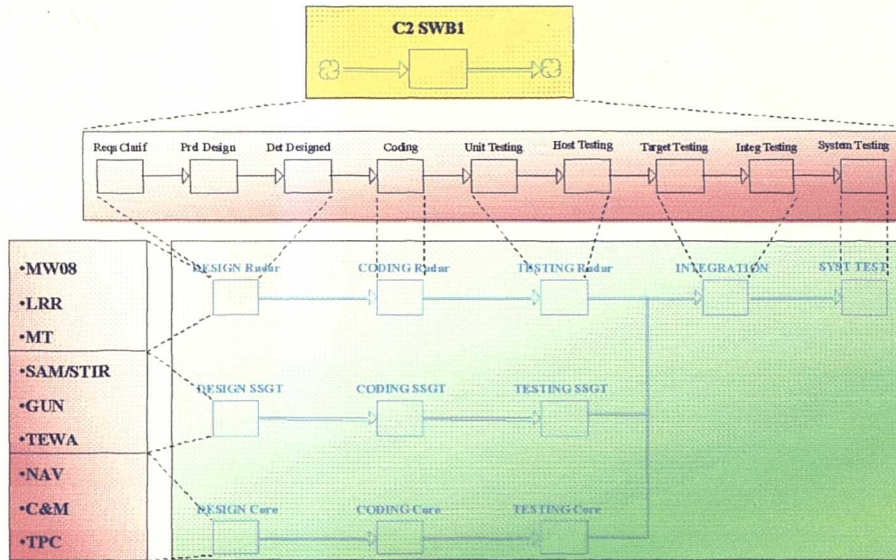 C2 SWB1
Reqs Clarif Prel Design Det Designed Coding Unit Testing Host Testing Target Testing Integ Testing System Testing
•MW08
•LRR
•MT
•SAM/STIR
•GUN
•TEWA
•NAV
•C&M
•TPC
DESIGN Radar CODING Radar TESTING Radar INTEGRATION SYST TEST
DESIGN SSGT CODING SSGT TESTING SSGT
DESIGN Core CODING Core TESTING Core